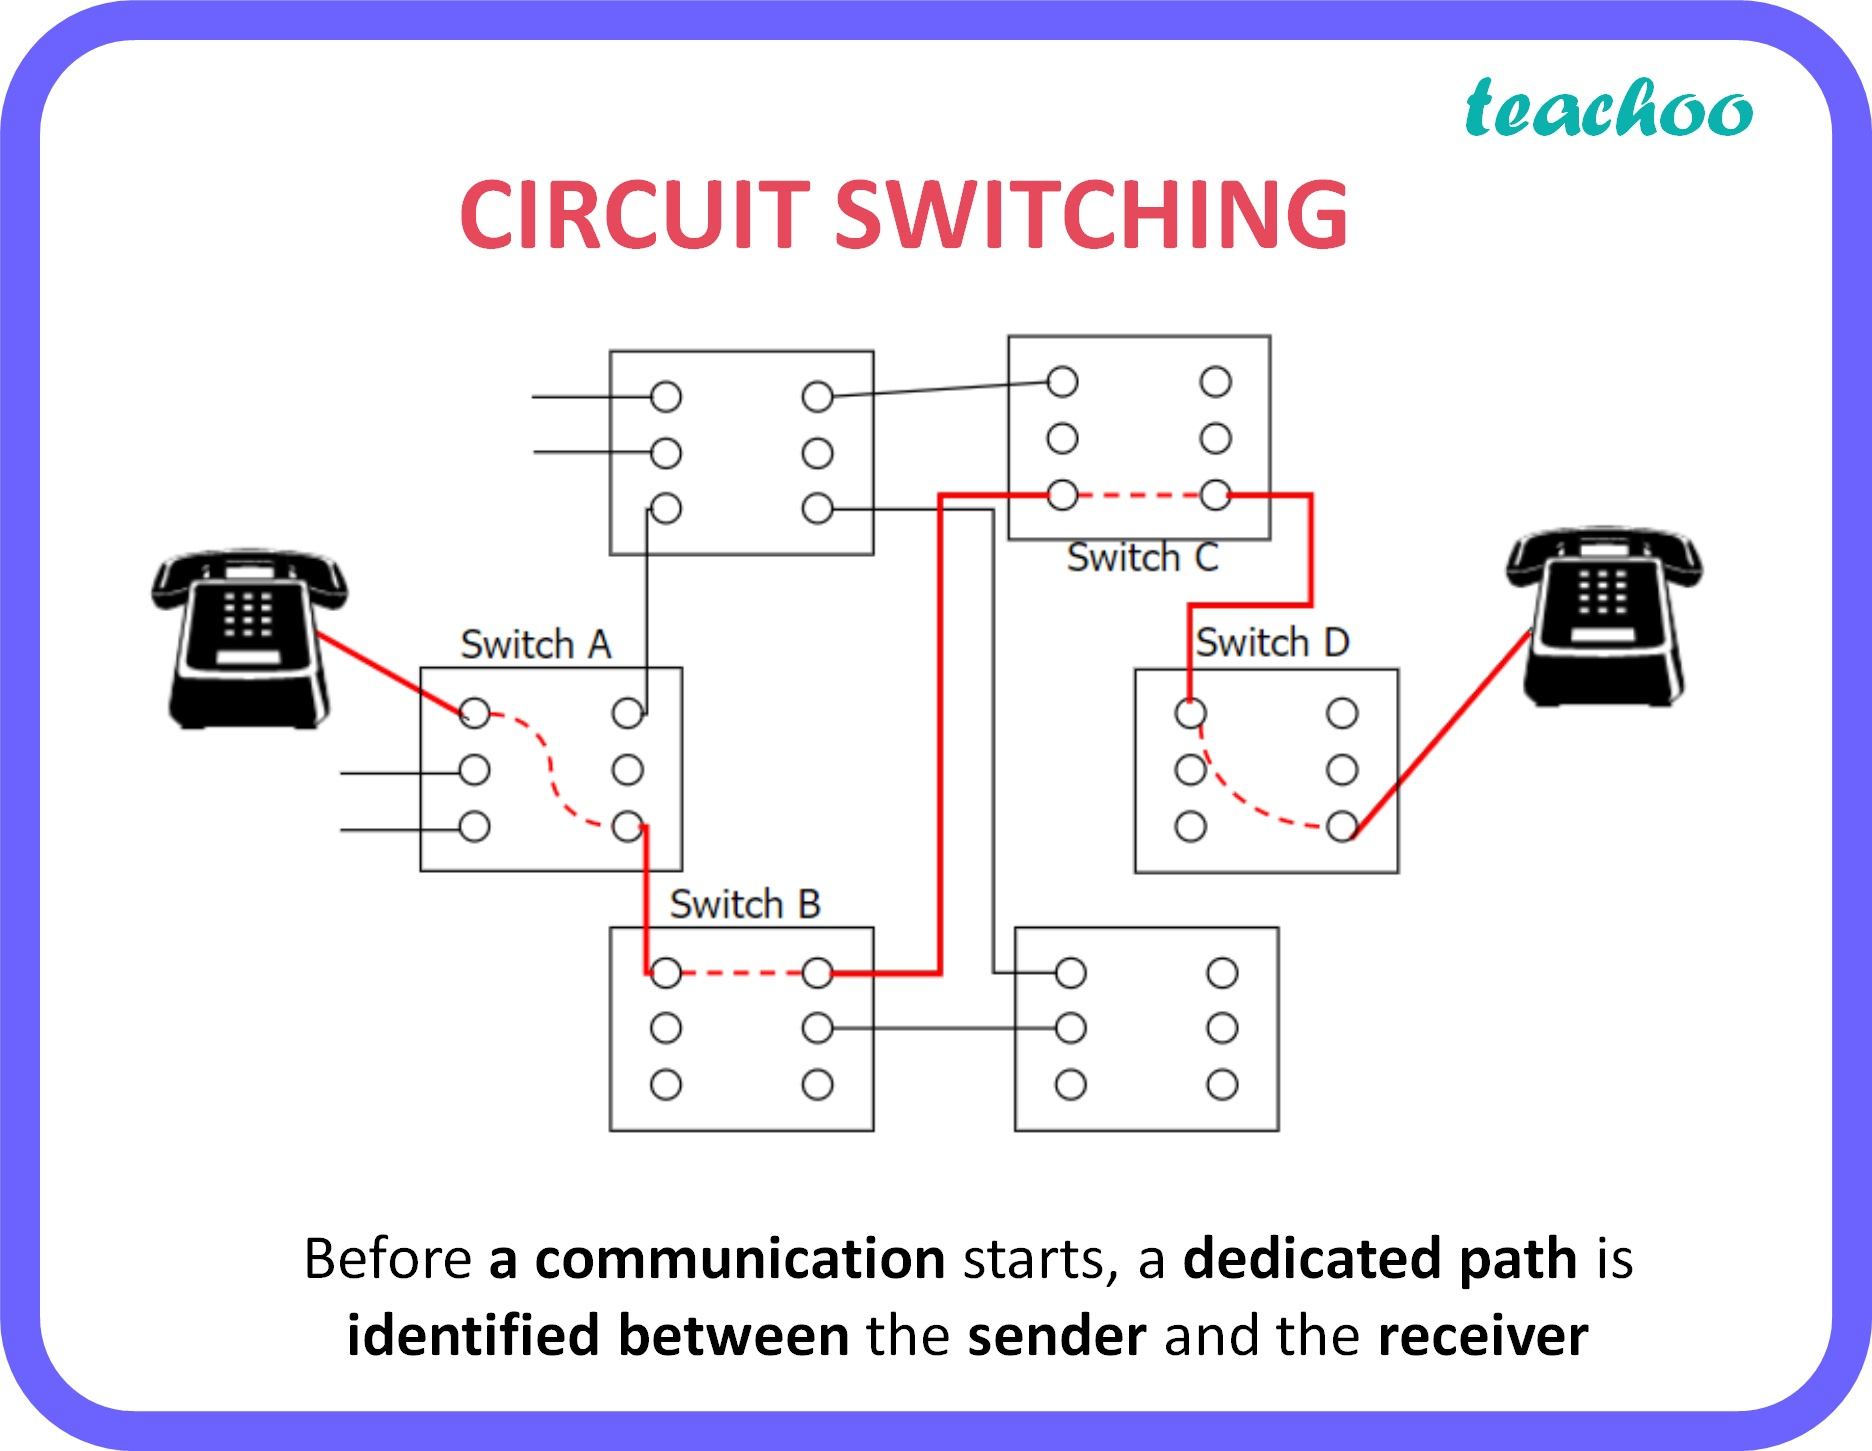 teachoo
CIRCUIT SWITCHING
Switch C
Switch A
Switch D
Switch B
Before a communication starts, a dedicated path is
identified between the sender and the receiver